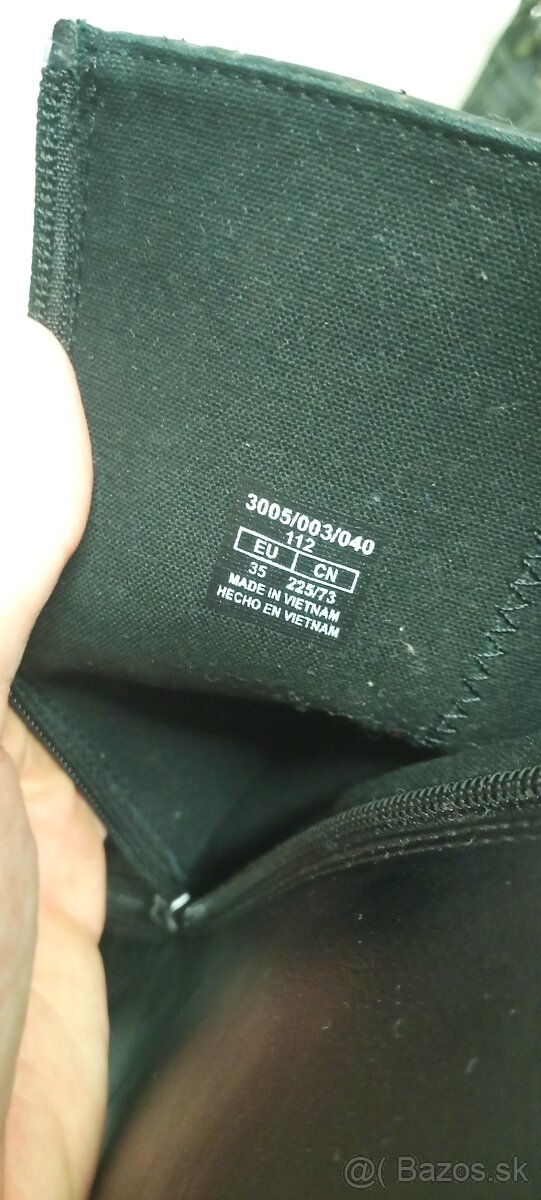 3005/003/040
112
EU CN
35 225/73
MADE IN VIETNAM
HECHO EN VIETNAM
@( Bazos.sk